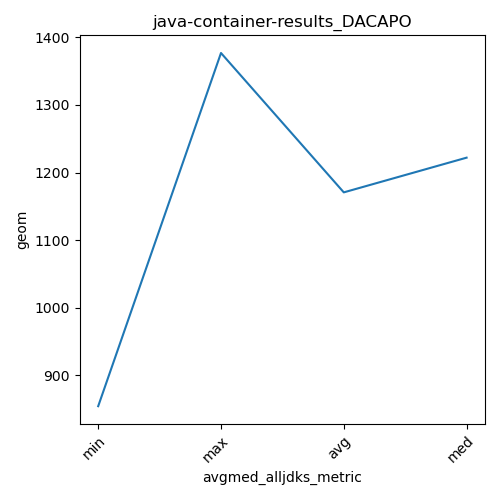 java-container-results_DACAPO
1400
1300
1200
1100
1000
900
geom
min
max
avg
med
avgmed_alljdks_metric